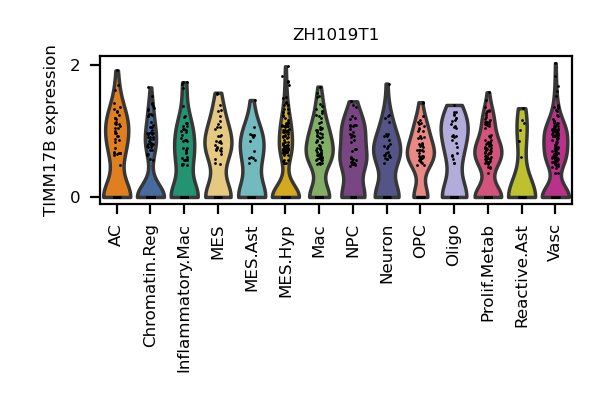 ZH1019T1
TIMM17B expression
2
0
AC
Chromatin.Reg
Inflammatory.Mac
MES
MES.Ast
MES.Hyp
Mac
NPC
Neuron
OPC
Oligo
Prolif.Metab
Reactive.Ast
Vasc